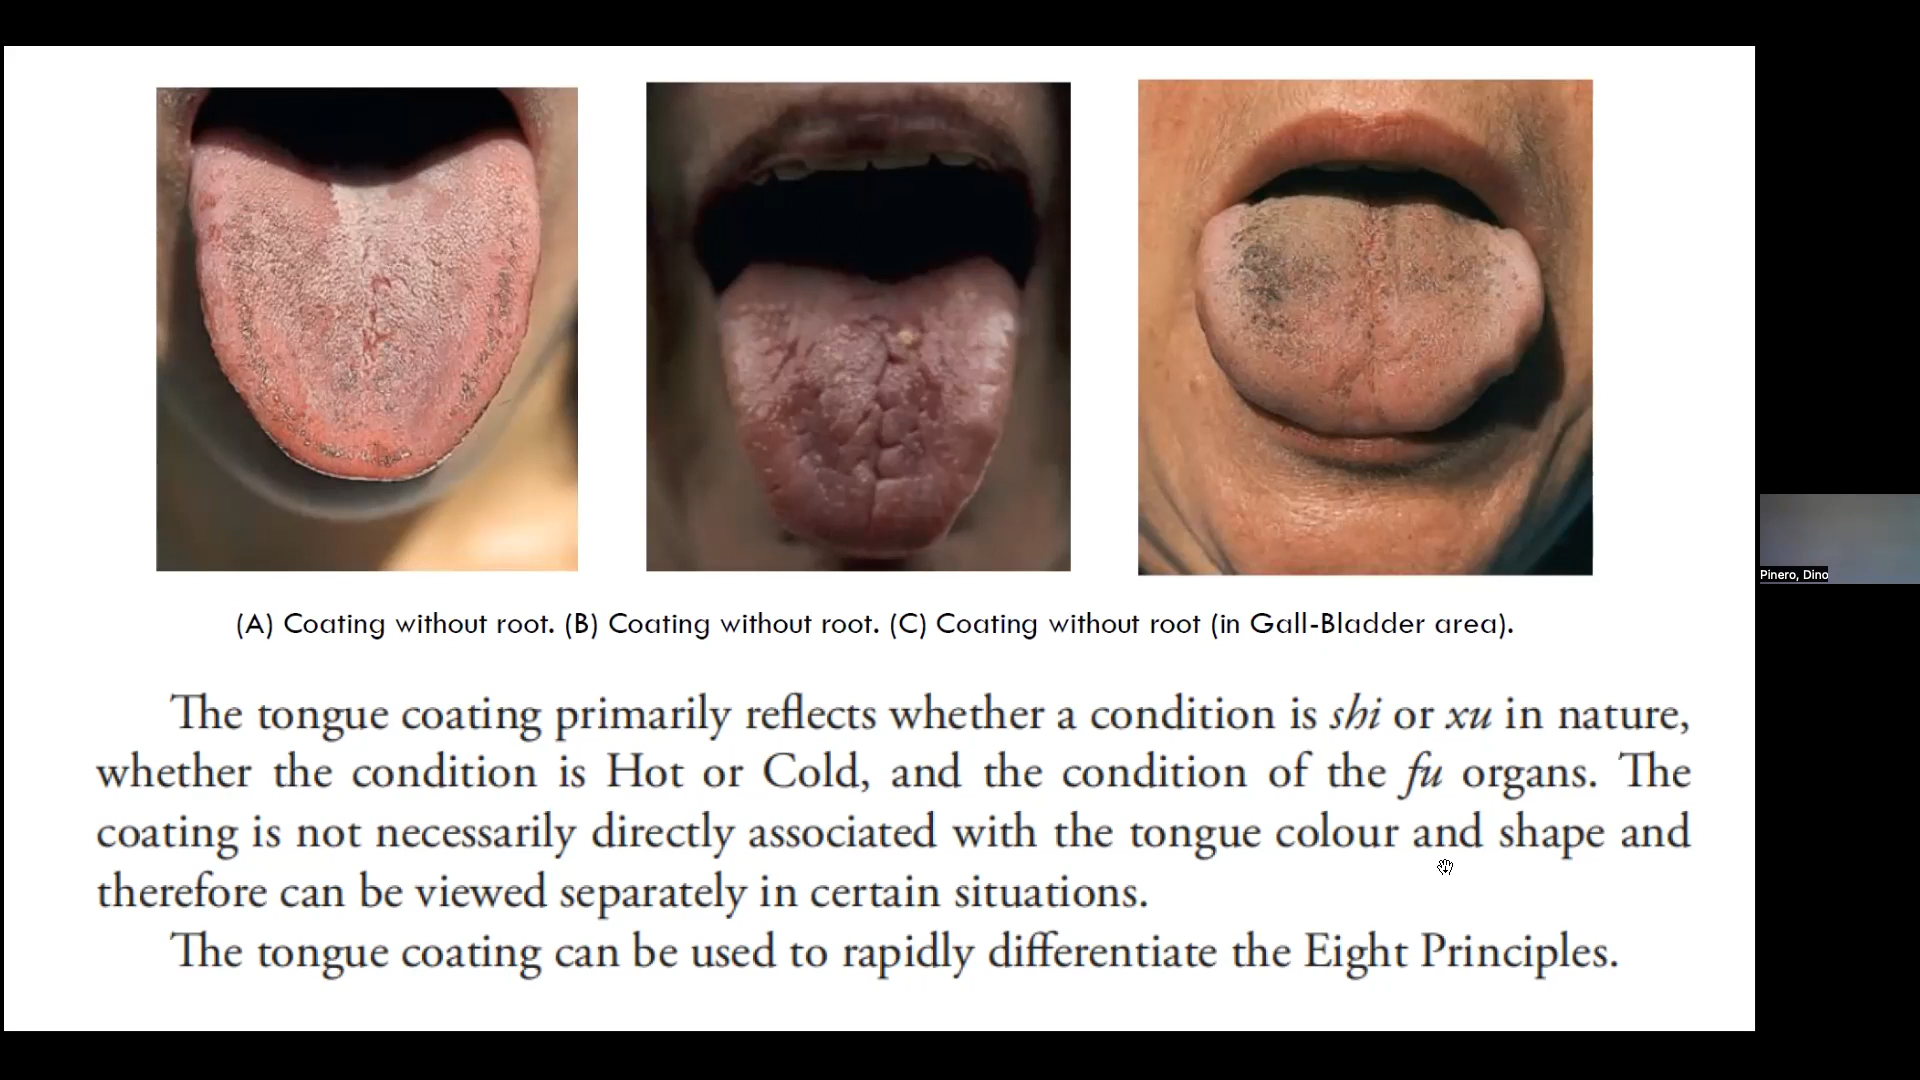 (A) Coating without root. (B) Coating without root. (C) Coating without root (in Gall-Bladder area).
The tongue coating primarily reflects whether a condition is shi or xu in nature,
whether the condition is Hot or Cold, and the condition of the fu organs. The
coating is not necessarily directly associated with the tongue colour and shape and
therefore can be viewed separately in certain situations.
The tongue coating can be used to rapidly differentiate the Eight Principles.
Pinero, Dino